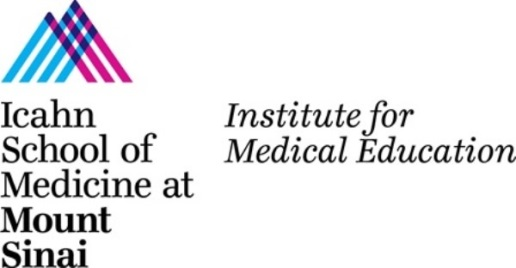 Icahn
School of
Medicine at
Mount
Sinai
Institute for
Medical Education